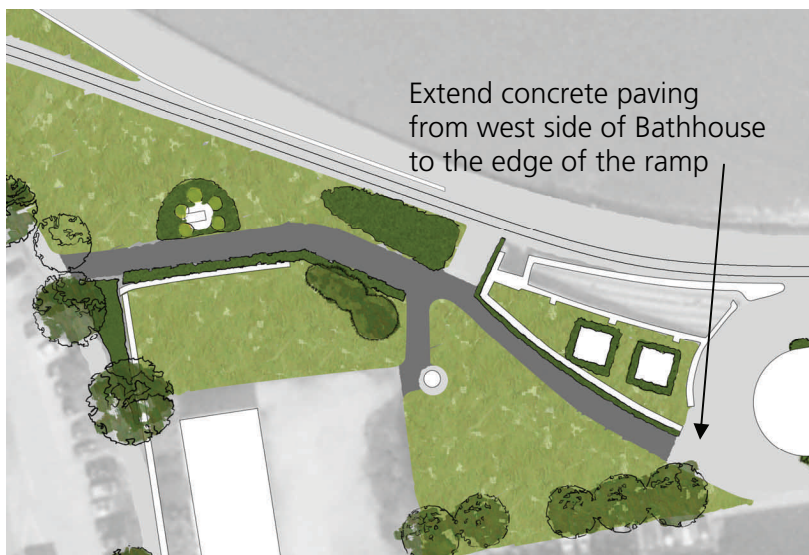 Extend concrete paving
from west side of Bathhouse
to the edge of the ramp